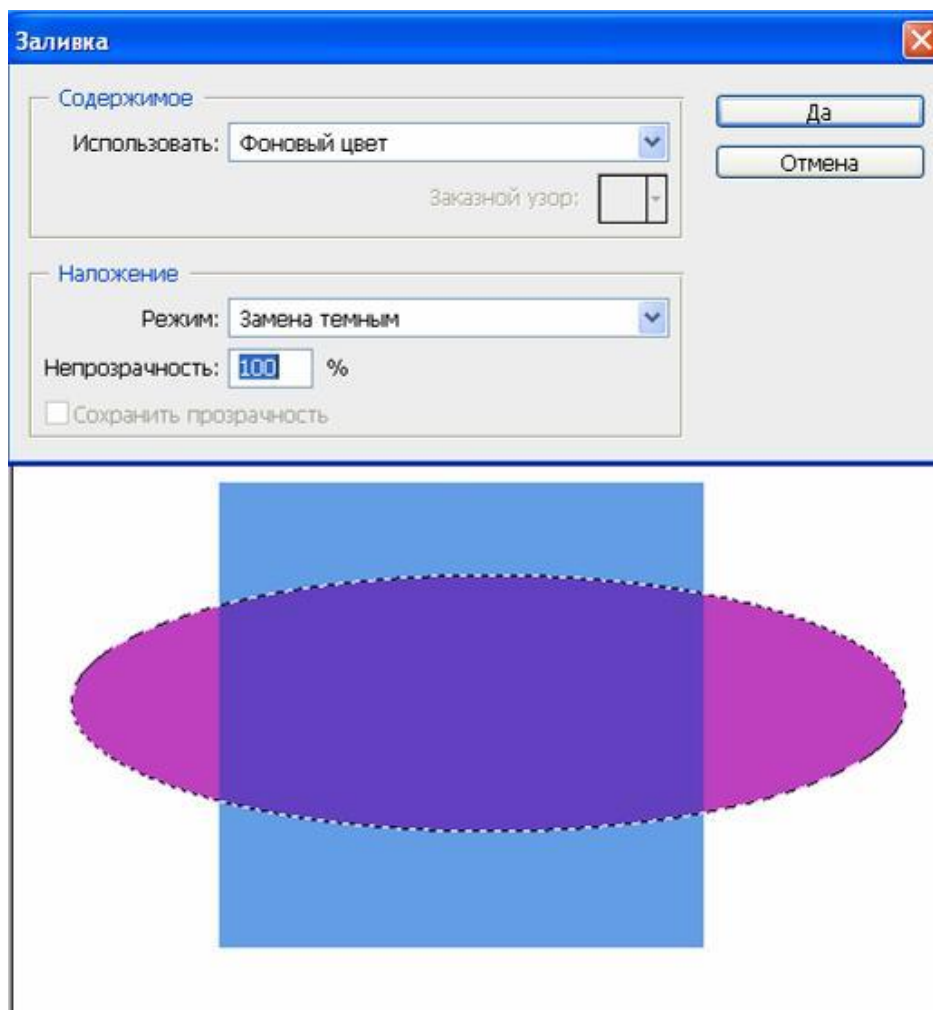 Заливка
Содержимое
Использовать: Фоновый цвет
Заказной узор:
Да
Отмена
Наложение
Режим: Замена темным
Непрозрачность: 100 %
Сохранить прозрачность